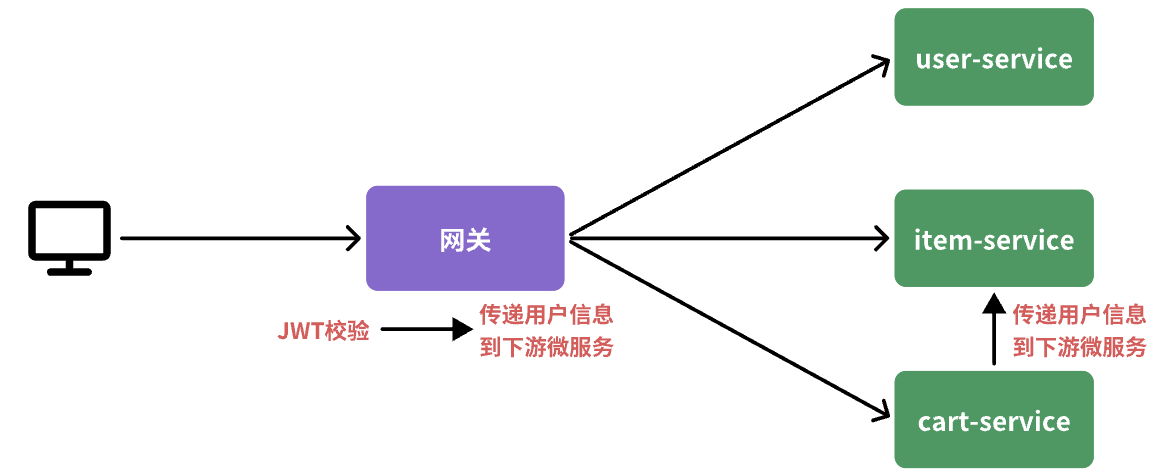 user-service
网关
item-service
JWT校验
传递用户信息
到下游微服务
传递用户信息
到下游微服务
cart-service